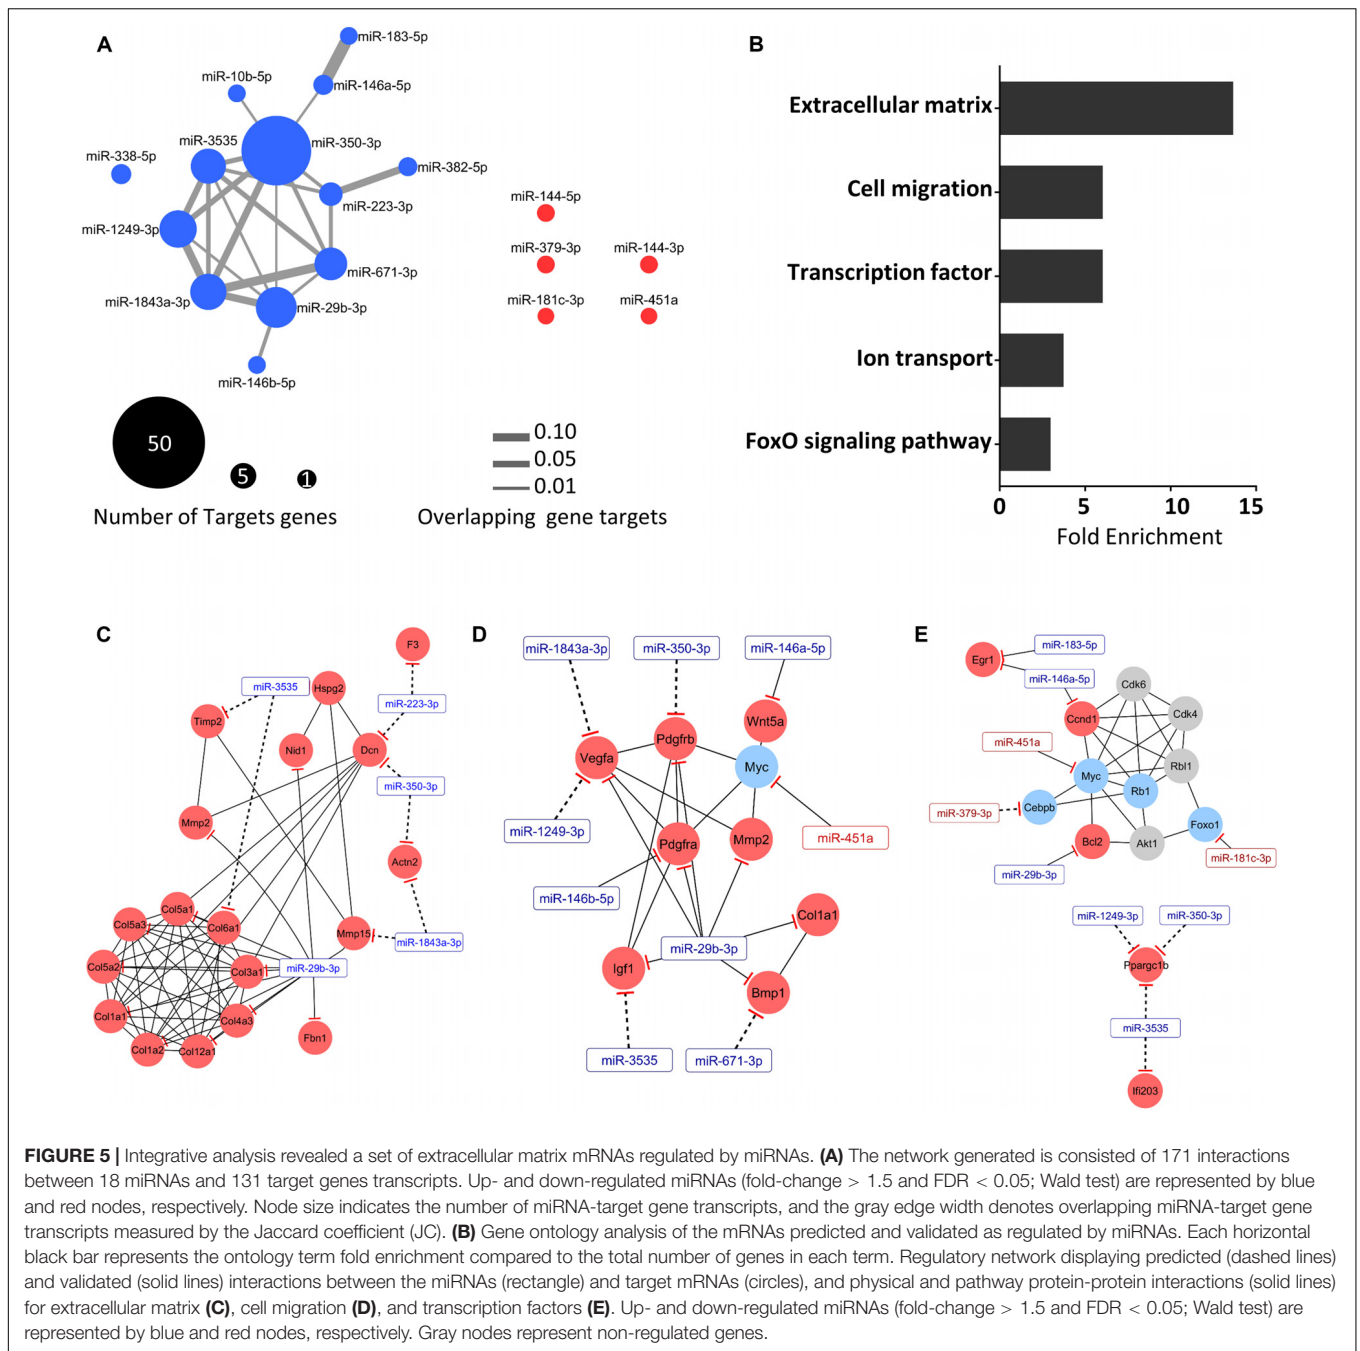 A
miR-183-5p
miR-146a-5p
miR-10b-5p
miR-350-3p
miR-3535
miR-338-5p
miR-382-5p
miR-223-3p
miR-1249-3p
miR-671-3p
miR-1843a-3p
miR-29b-3p
miR-146b-5p
miR-144-5p
miR-379-3p
miR-144-3p
miR-181c-3p
miR-451a
50
5
1
Number of Targets genes
0.10
0.05
0.01
Overlapping gene targets
B
Extracellular matrix
Cell migration
Transcription factor
Ion transport
FoxO signaling pathway
0 5 10 15
Fold Enrichment
C
F3
miR-3535
Hspg2
miR-223-3p
Timp2
Nid1
Dcn
miR-350-3p
Mmp2
Actn2
Col5a1
Col5a3
Col6a1
Mmp15
miR-1843a-3p
Col5a2
Col3a1
miR-29b-3p
Col1a1
Col4a3
Fbn1
Col1a2
Col12a1
D
miR-1843a-3p
miR-350-3p
miR-146a-5p
Wnt5a
Pdgfrb
Vegfa
Myc
miR-1249-3p
Pdgfra
Mmp2
miR-451a
miR-146b-5p
Col1a1
miR-29b-3p
Igf1
Bmp1
miR-3535
miR-671-3p
E
miR-183-5p
Egr1
miR-146a-5p
Cdk6
Ccnd1
Cdk4
miR-451a
Rbl1
Myc
Rb1
miR-379-3p
Cebpb
Foxo1
Bcl2
Akt1
miR-181c-3p
miR-29b-3p
miR-1249-3p
miR-350-3p
Ppargc1b
miR-3535
Ifi203
FIGURE 5 | Integrative analysis revealed a set of extracellular matrix mRNAs regulated by miRNAs. (A) The network generated is consisted of 171 interactions
between 18 miRNAs and 131 target genes transcripts. Up- and down-regulated miRNAs (fold-change > 1.5 and FDR < 0.05; Wald test) are represented by blue
and red nodes, respectively. Node size indicates the number of miRNA-target gene transcripts, and the gray edge width denotes overlapping miRNA-target gene
transcripts measured by the Jaccard coefficient (JC). (B) Gene ontology analysis of the mRNAs predicted and validated as regulated by miRNAs. Each horizontal
black bar represents the ontology term fold enrichment compared to the total number of genes in each term. Regulatory network displaying predicted (dashed lines)
and validated (solid lines) interactions between the miRNAs (rectangle) and target mRNAs (circles), and physical and pathway protein-protein interactions (solid lines)
for extracellular matrix (C), cell migration (D), and transcription factors (E). Up- and down-regulated miRNAs (fold-change > 1.5 and FDR < 0.05; Wald test) are
represented by blue and red nodes, respectively. Gray nodes represent non-regulated genes.